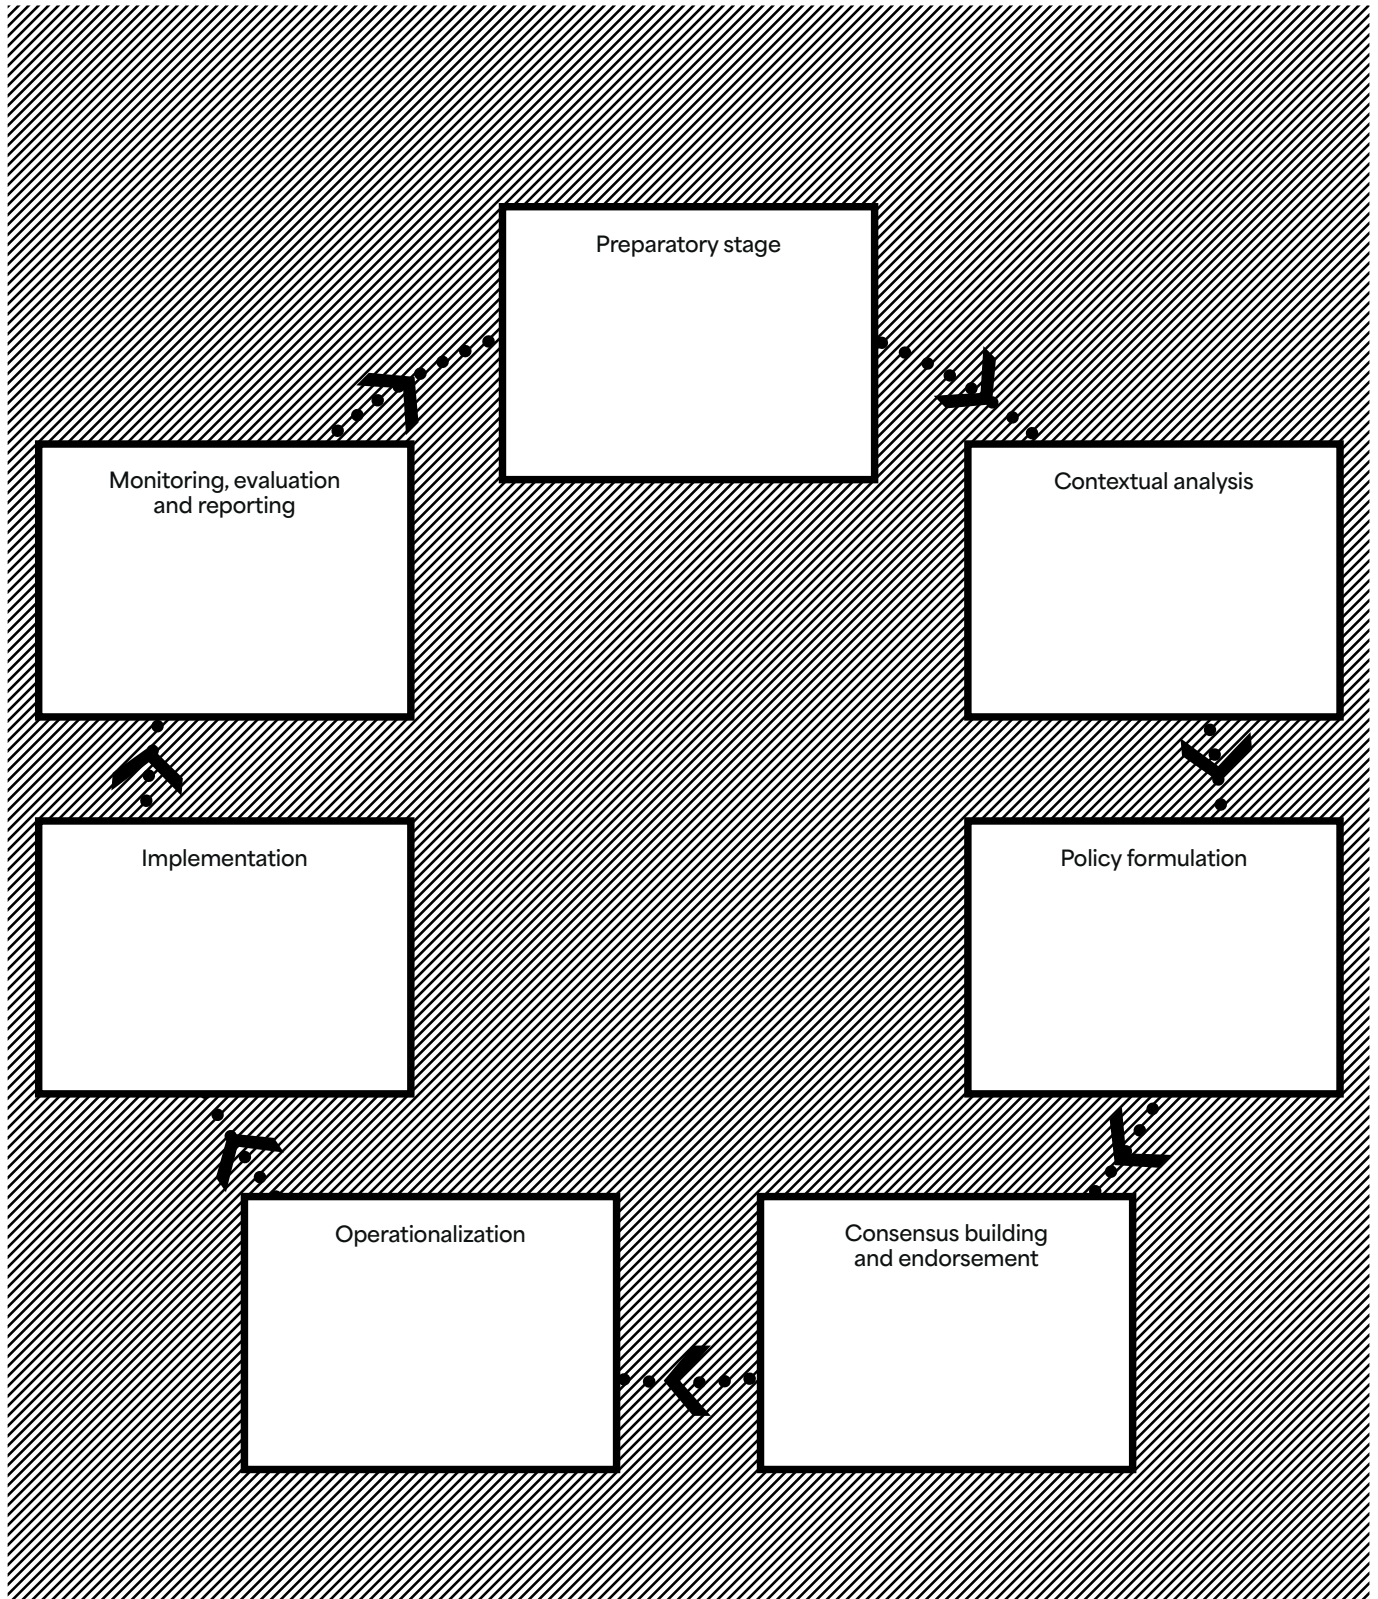 Preparatory stage
Monitoring, evaluation
and reporting
Contextual analysis
Implementation
Policy formulation
Operationalization
Consensus building
and endorsement